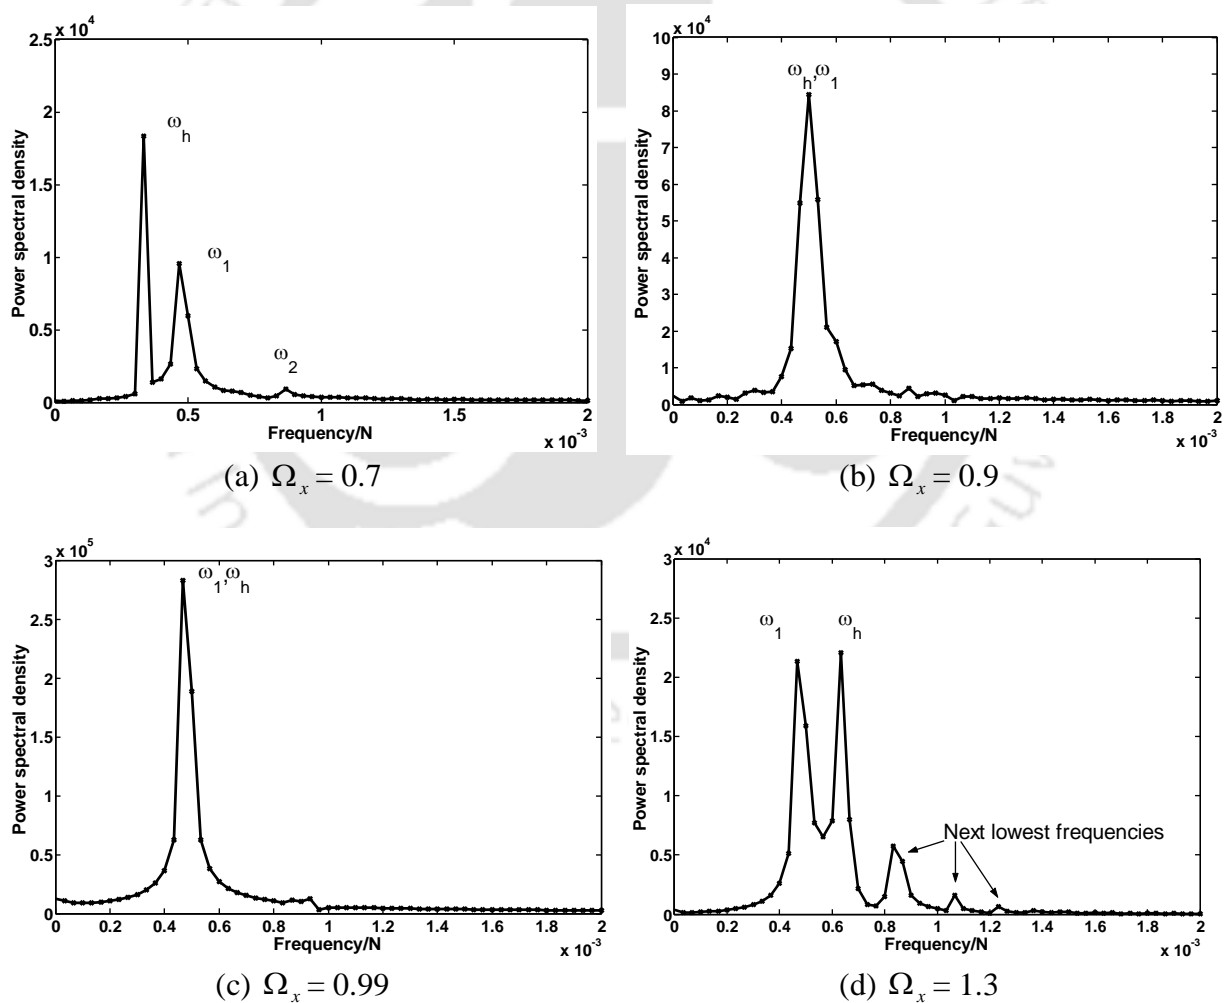 x 10^4
2.5
2
1.5
1
0.5
0
Power spectral density
ω_h
ω_1
ω_2
0 0.5 1 1.5 2
Frequency/N
x 10^-3
(a) Ω_x = 0.7
x 10^4
10
9
8
7
6
5
4
3
2
1
0
Power spectral density
ω_h,ω_1
0 0.2 0.4 0.6 0.8 1 1.2 1.4 1.6 1.8 2
Frequency/N
x 10^-3
(b) Ω_x = 0.9
x 10^5
3
2.5
2
1.5
1
0.5
0
Power spectral density
ω_1,ω_h
0 0.2 0.4 0.6 0.8 1 1.2 1.4 1.6 1.8 2
Frequency/N
x 10^-3
(c) Ω_x = 0.99
x 10^4
3
2.5
2
1.5
1
0.5
0
Power spectral density
ω_1
ω_h
Next lowest frequencies
0 0.2 0.4 0.6 0.8 1 1.2 1.4 1.6 1.8 2
Frequency/N
x 10^-3
(d) Ω_x = 1.3